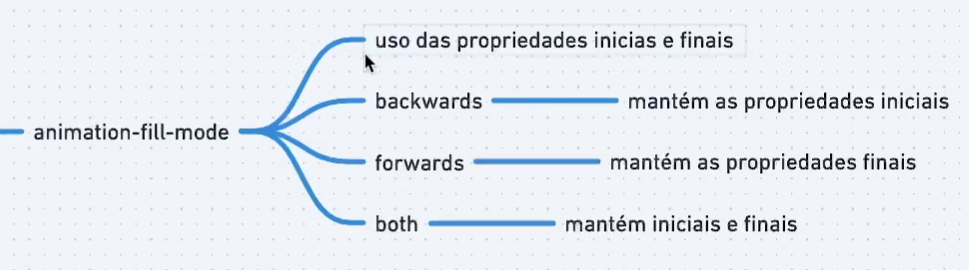 uso das propriedades inicias e finais
backwards
mantém as propriedades iniciais
animation-fill-mode
forwards
mantém as propriedades finais
both
mantém iniciais e finais